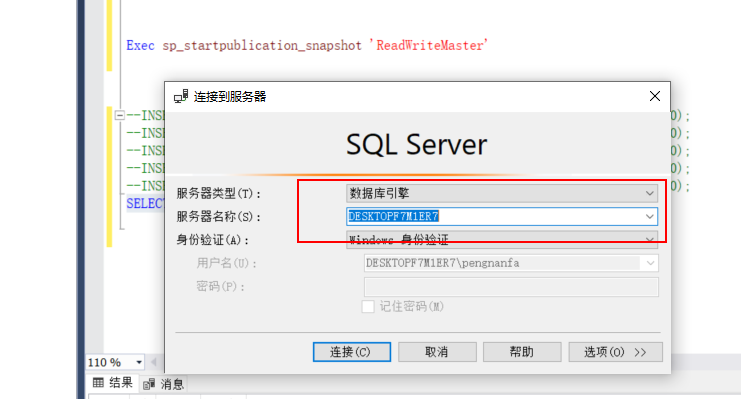 Exec sp_startpublication_snapshot 'ReadWriteMaster'
连接到服务器
--INS 0);
--INS 0);
--INS 0);
--INS 0);
--INS 0);
SELECT
SQL Server
服务器类型(T): 数据库引擎
服务器名称(S): DESKTOPF7M1ER7
身份验证(A): Windows 身份验证
用户名(U): DESKTOPF7M1ER7\pengnanfa
密码(P):
记住密码(M)
连接(C) 取消 帮助 选项(O) >>
110 %
结果 消息